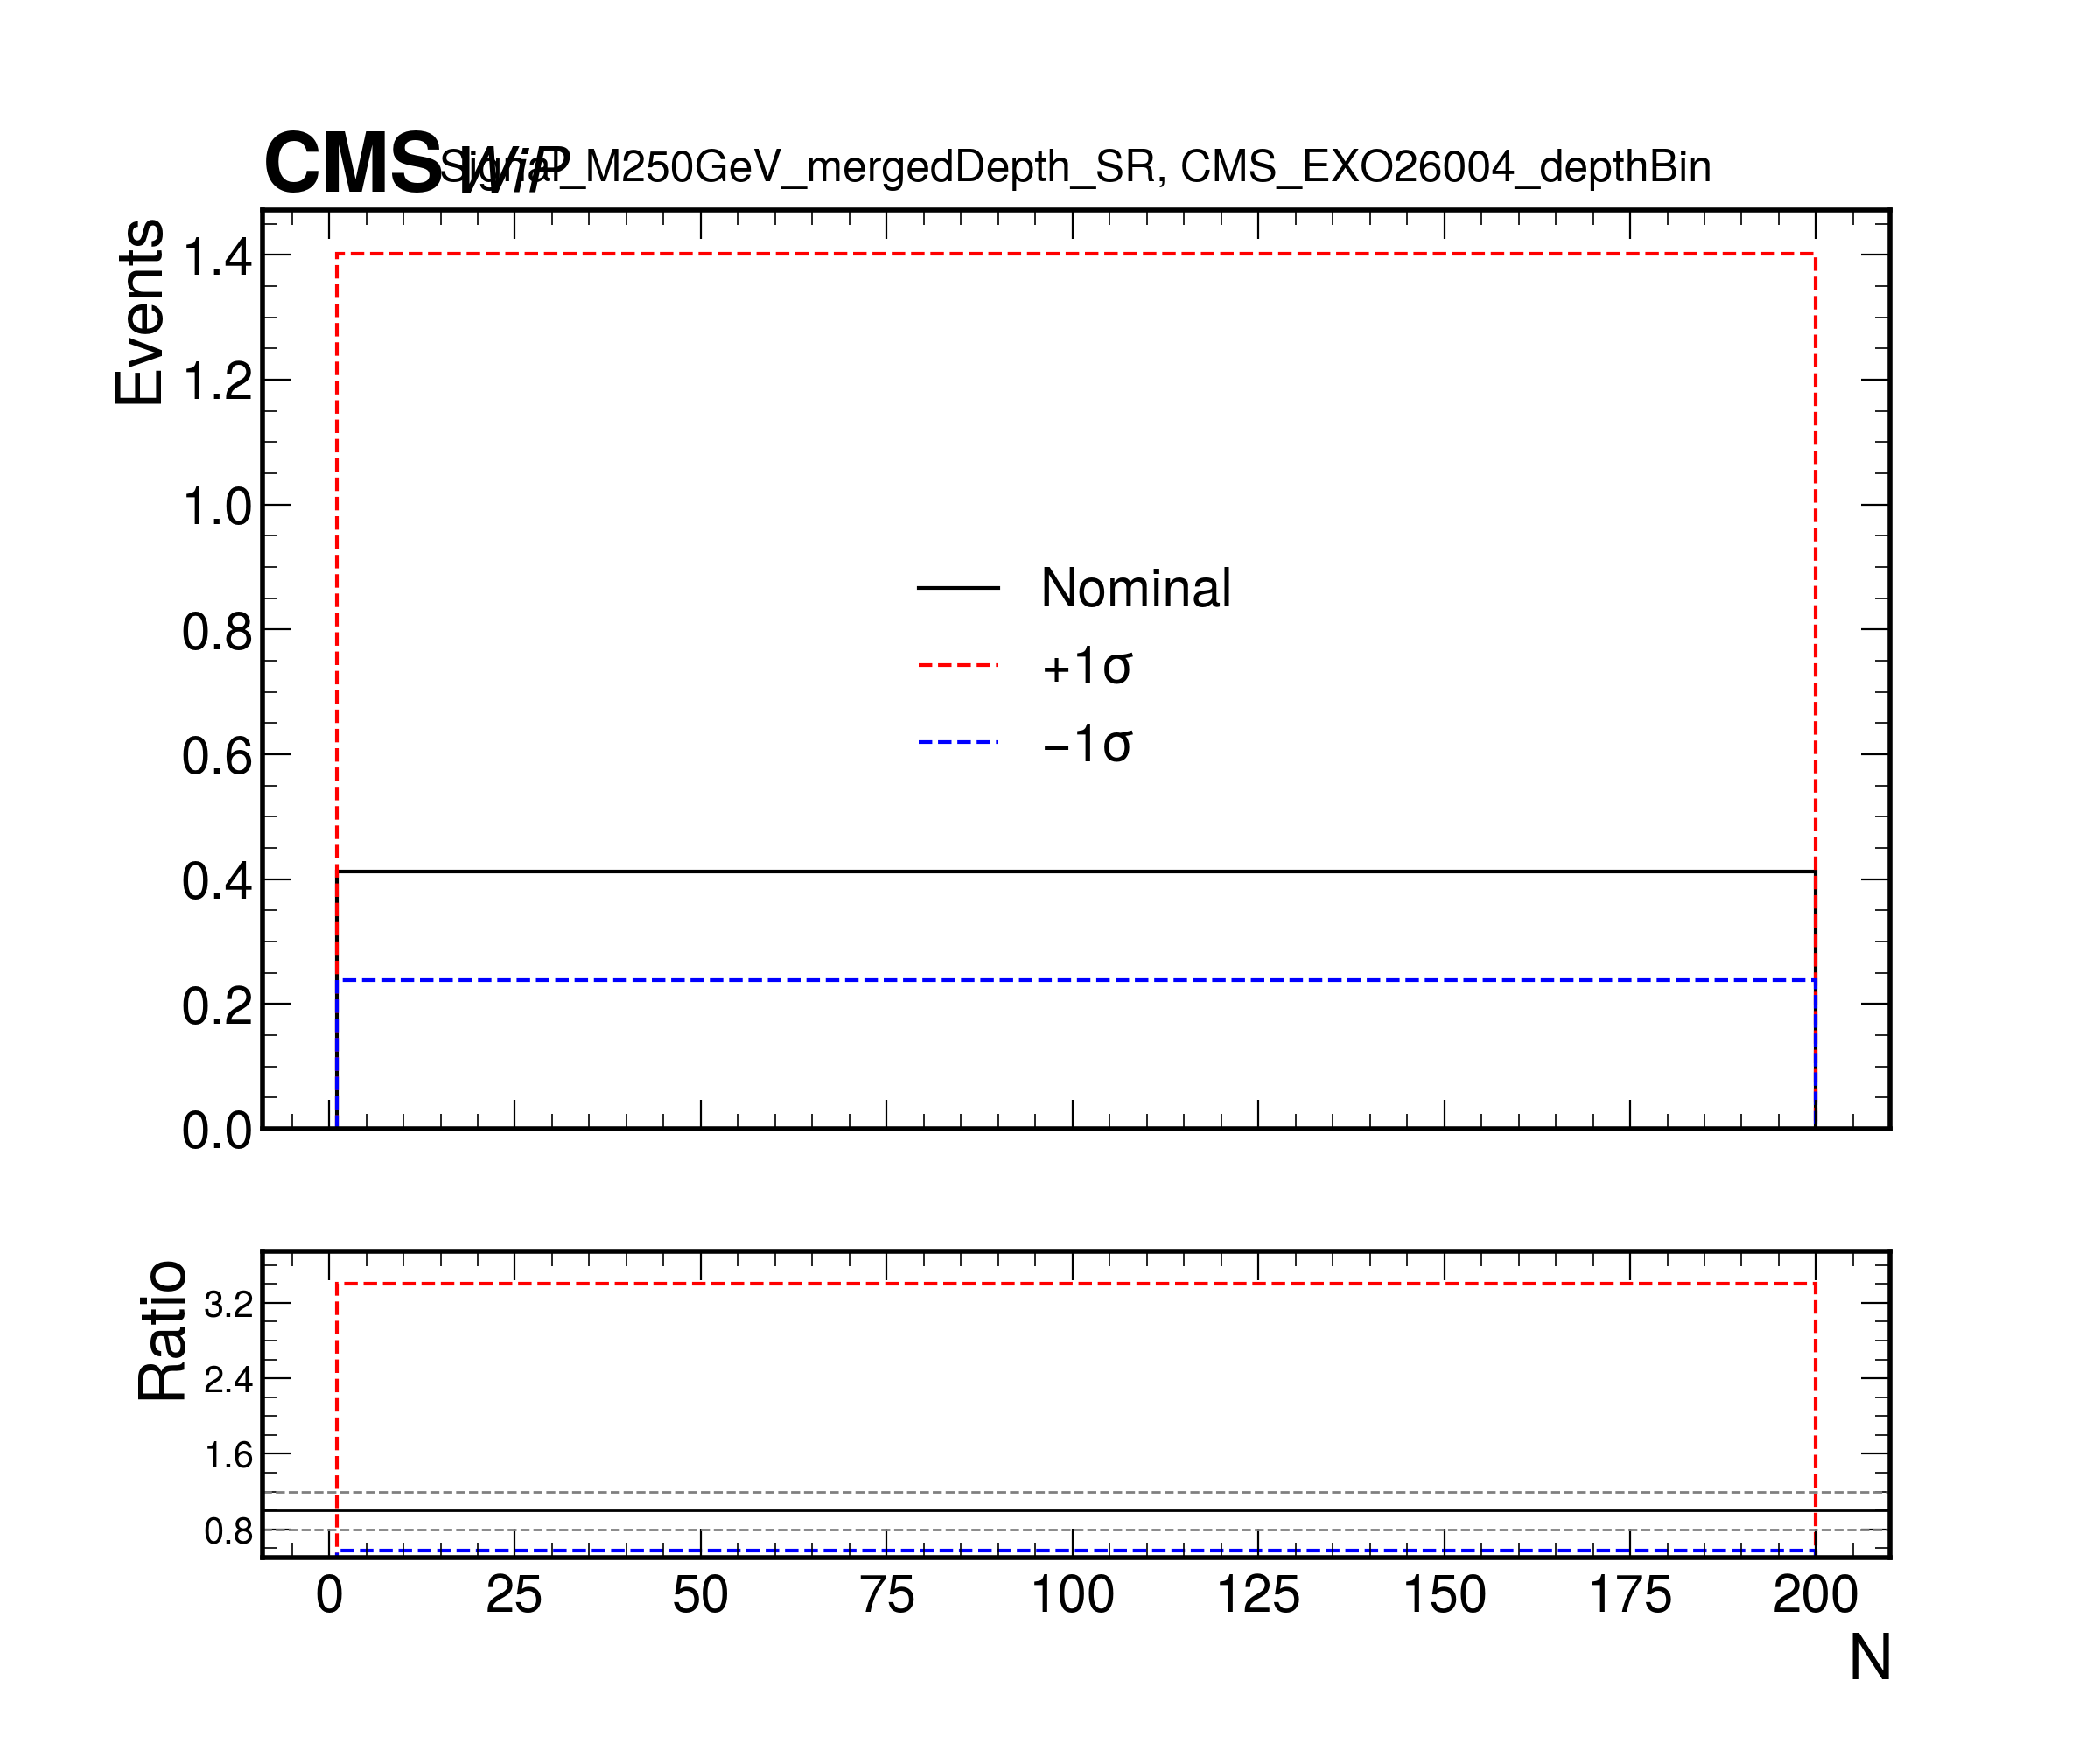 CMS WiP Signal_M250GeV_mergedDepth_SR, CMS_EXO26004_depthBin
Events
1.4
1.2
1.0
0.8
0.6
0.4
0.2
0.0
Nominal
+1σ
−1σ
Ratio
3.2
2.4
1.6
0.8
0 25 50 75 100 125 150 175 200
N